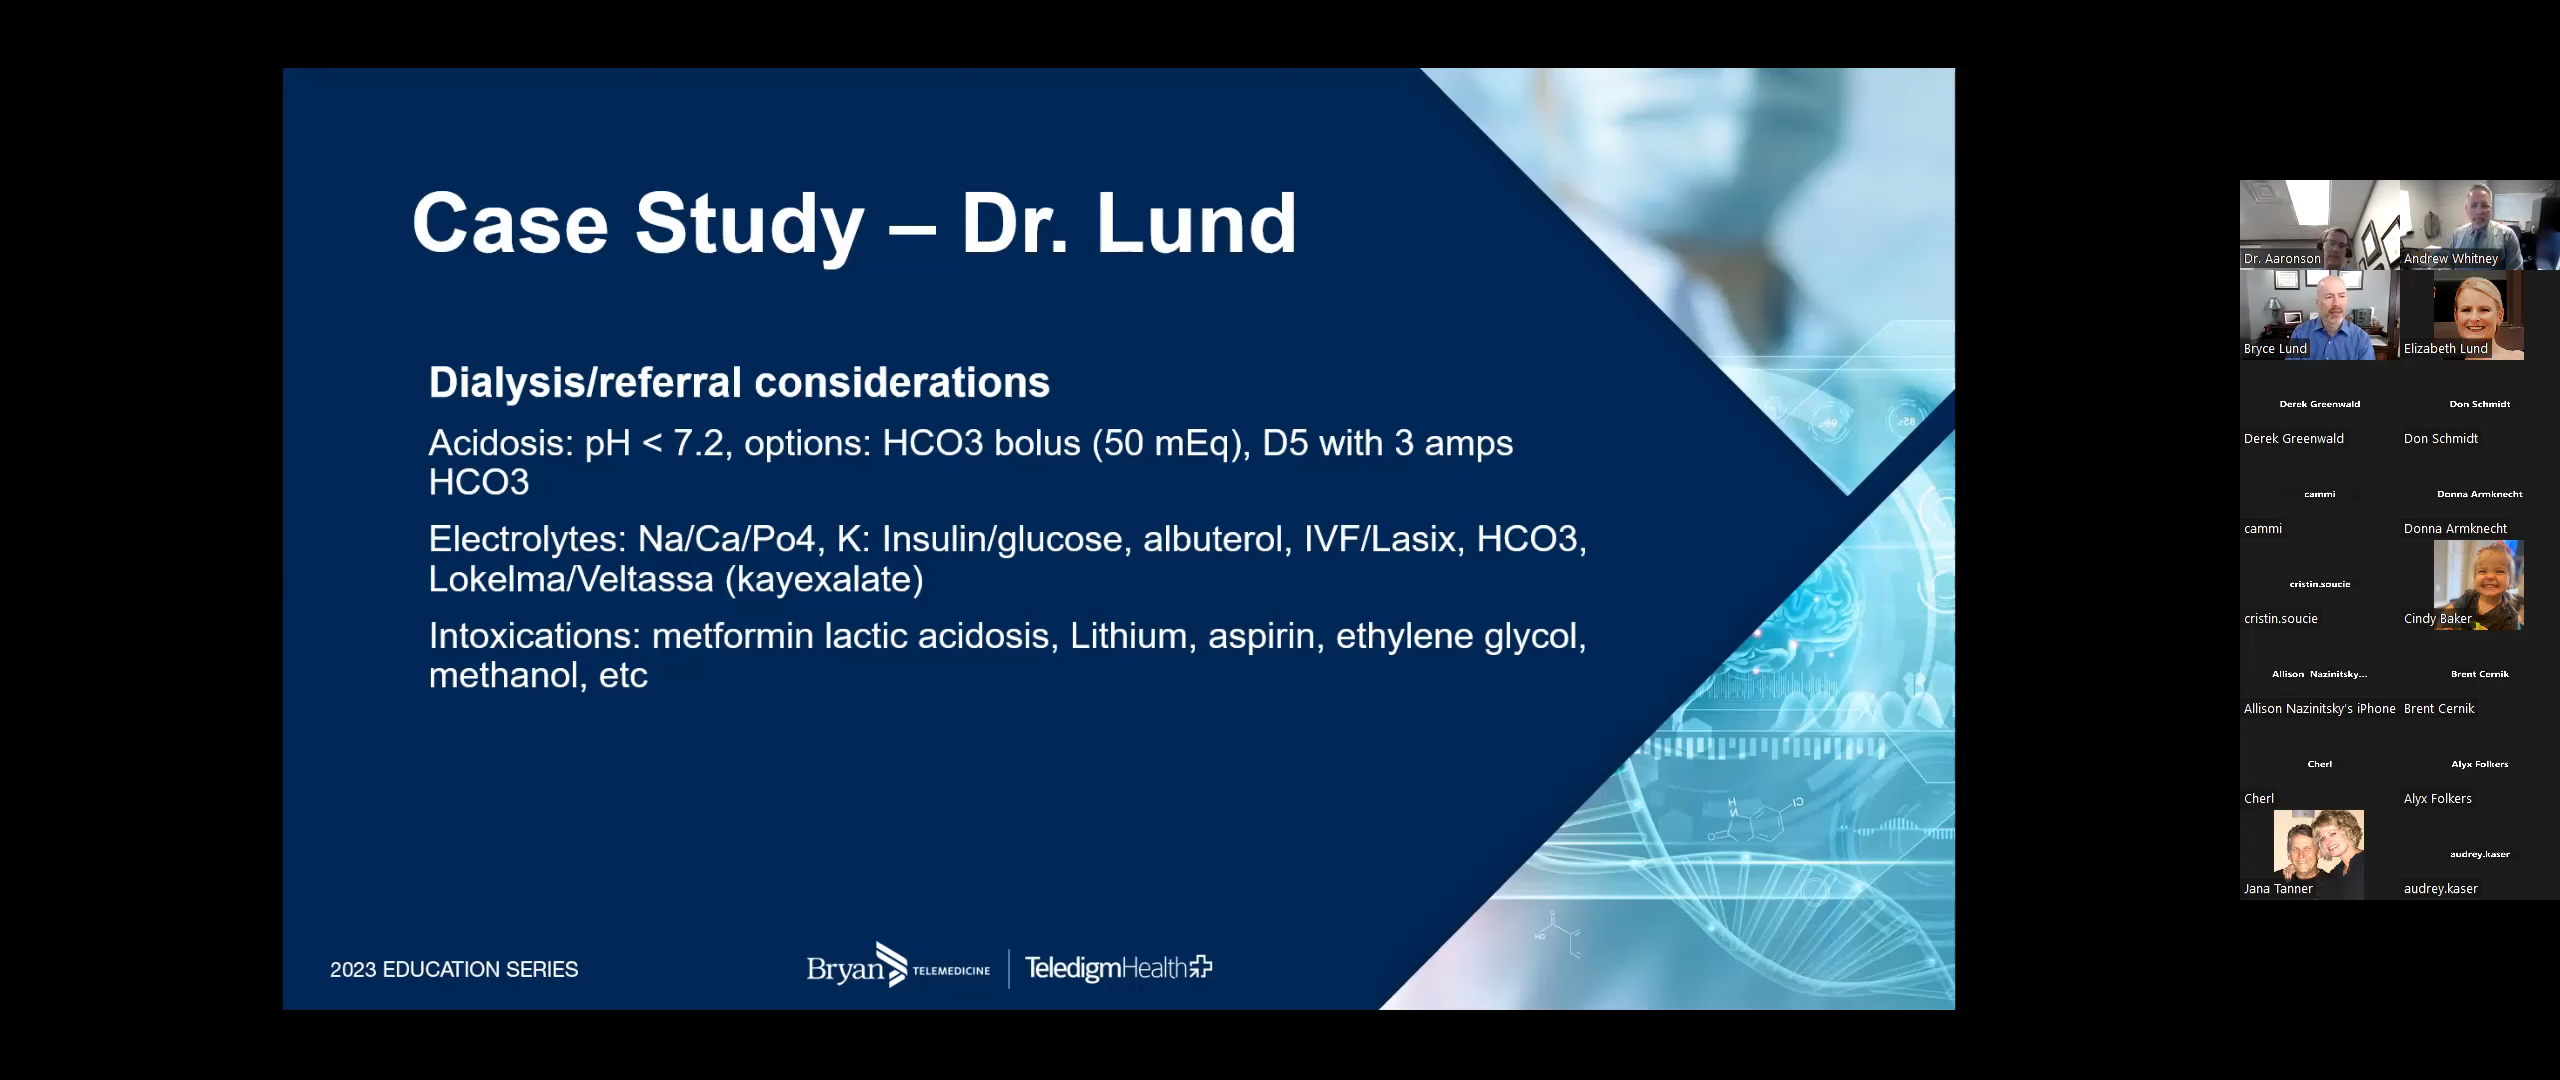 Case Study – Dr. Lund
Dialysis/referral considerations
Acidosis: pH < 7.2, options: HCO3 bolus (50 mEq), D5 with 3 amps
HCO3
Electrolytes: Na/Ca/Po4, K: Insulin/glucose, albuterol, IVF/Lasix, HCO3,
Lokelma/Veltassa (kayexalate)
Intoxications: metformin lactic acidosis, Lithium, aspirin, ethylene glycol,
methanol, etc
2023 EDUCATION SERIES
Bryan TELEMEDICINE
TeledigmHealth
Dr. Aaronson
Andrew Whitney
Bryce Lund
Elizabeth Lund
Derek Greenwald
Don Schmidt
Derek Greenwald
Don Schmidt
cammi
Donna Armknecht
cammi
Donna Armknecht
cristin.soucie
cristin.soucie
Cindy Baker
Allison Nazinitsky...
Brent Cernik
Allison Nazinitsky's iPhone
Brent Cernik
Cherl
Alyx Folkers
Cherl
Alyx Folkers
audrey.kaser
Jana Tanner
audrey.kaser